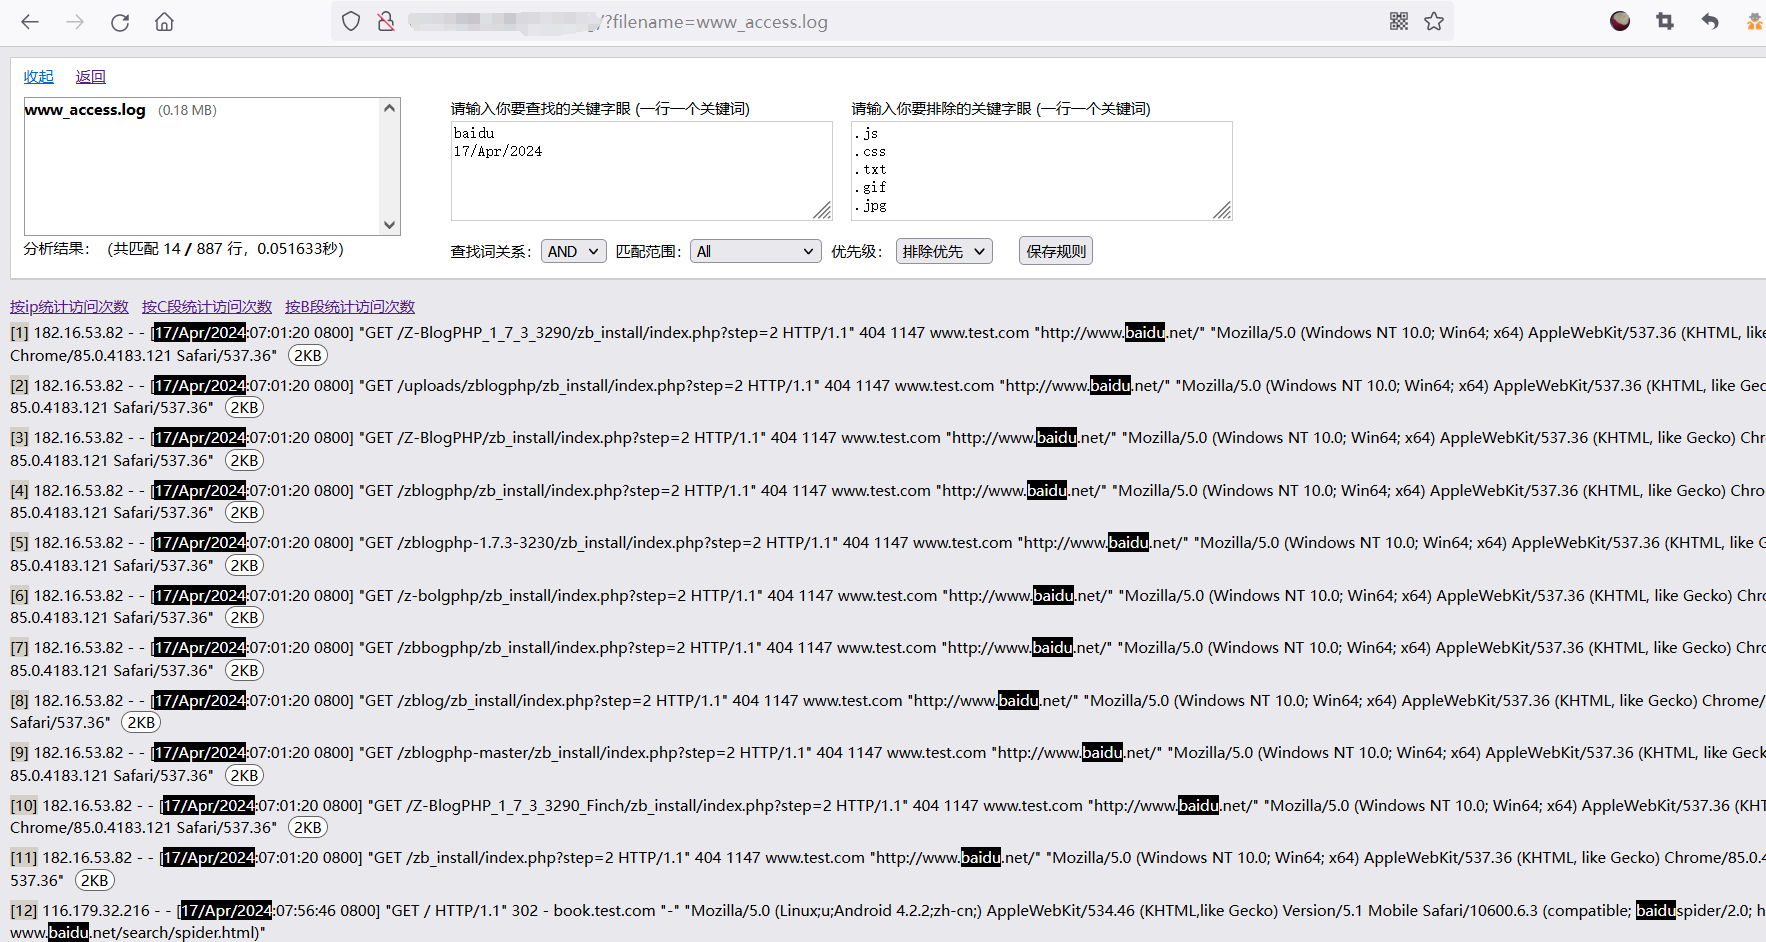 /?filename=www_access.log
收起 返回
www_access.log (0.18 MB)
请输入你要查找的关键字眼 (一行一个关键词)
baidu
17/Apr/2024
请输入你要排除的关键字眼 (一行一个关键词)
.js
.css
.txt
.gif
.jpg
分析结果： (共匹配 14 / 887 行，0.051633秒)
查找词关系： AND 匹配范围： All 优先级： 排除优先 保存规则
按ip统计访问次数 按C段统计访问次数 按B段统计访问次数
[1] 182.16.53.82 - - [17/Apr/2024:07:01:20 0800] "GET /Z-BlogPHP_1_7_3_3290/zb_install/index.php?step=2 HTTP/1.1" 404 1147 www.test.com "http://www.baidu.net/" "Mozilla/5.0 (Windows NT 10.0; Win64; x64) AppleWebKit/537.36 (KHTML, like
Chrome/85.0.4183.121 Safari/537.36" 2KB
[2] 182.16.53.82 - - [17/Apr/2024:07:01:20 0800] "GET /uploads/zblogphp/zb_install/index.php?step=2 HTTP/1.1" 404 1147 www.test.com "http://www.baidu.net/" "Mozilla/5.0 (Windows NT 10.0; Win64; x64) AppleWebKit/537.36 (KHTML, like Gec
85.0.4183.121 Safari/537.36" 2KB
[3] 182.16.53.82 - - [17/Apr/2024:07:01:20 0800] "GET /Z-BlogPHP/zb_install/index.php?step=2 HTTP/1.1" 404 1147 www.test.com "http://www.baidu.net/" "Mozilla/5.0 (Windows NT 10.0; Win64; x64) AppleWebKit/537.36 (KHTML, like Gecko) Chr
85.0.4183.121 Safari/537.36" 2KB
[4] 182.16.53.82 - - [17/Apr/2024:07:01:20 0800] "GET /zblogphp/zb_install/index.php?step=2 HTTP/1.1" 404 1147 www.test.com "http://www.baidu.net/" "Mozilla/5.0 (Windows NT 10.0; Win64; x64) AppleWebKit/537.36 (KHTML, like Gecko) Chro
85.0.4183.121 Safari/537.36" 2KB
[5] 182.16.53.82 - - [17/Apr/2024:07:01:20 0800] "GET /zblogphp-1.7.3-3230/zb_install/index.php?step=2 HTTP/1.1" 404 1147 www.test.com "http://www.baidu.net/" "Mozilla/5.0 (Windows NT 10.0; Win64; x64) AppleWebKit/537.36 (KHTML, like G
85.0.4183.121 Safari/537.36" 2KB
[6] 182.16.53.82 - - [17/Apr/2024:07:01:20 0800] "GET /z-bolgphp/zb_install/index.php?step=2 HTTP/1.1" 404 1147 www.test.com "http://www.baidu.net/" "Mozilla/5.0 (Windows NT 10.0; Win64; x64) AppleWebKit/537.36 (KHTML, like Gecko) Chr
85.0.4183.121 Safari/537.36" 2KB
[7] 182.16.53.82 - - [17/Apr/2024:07:01:20 0800] "GET /zbbogphp/zb_install/index.php?step=2 HTTP/1.1" 404 1147 www.test.com "http://www.baidu.net/" "Mozilla/5.0 (Windows NT 10.0; Win64; x64) AppleWebKit/537.36 (KHTML, like Gecko) Chr
85.0.4183.121 Safari/537.36" 2KB
[8] 182.16.53.82 - - [17/Apr/2024:07:01:20 0800] "GET /zblog/zb_install/index.php?step=2 HTTP/1.1" 404 1147 www.test.com "http://www.baidu.net/" "Mozilla/5.0 (Windows NT 10.0; Win64; x64) AppleWebKit/537.36 (KHTML, like Gecko) Chrome/
Safari/537.36" 2KB
[9] 182.16.53.82 - - [17/Apr/2024:07:01:20 0800] "GET /zblogphp-master/zb_install/index.php?step=2 HTTP/1.1" 404 1147 www.test.com "http://www.baidu.net/" "Mozilla/5.0 (Windows NT 10.0; Win64; x64) AppleWebKit/537.36 (KHTML, like Geck
85.0.4183.121 Safari/537.36" 2KB
[10] 182.16.53.82 - - [17/Apr/2024:07:01:20 0800] "GET /Z-BlogPHP_1_7_3_3290_Finch/zb_install/index.php?step=2 HTTP/1.1" 404 1147 www.test.com "http://www.baidu.net/" "Mozilla/5.0 (Windows NT 10.0; Win64; x64) AppleWebKit/537.36 (KHT
Chrome/85.0.4183.121 Safari/537.36" 2KB
[11] 182.16.53.82 - - [17/Apr/2024:07:01:20 0800] "GET /zb_install/index.php?step=2 HTTP/1.1" 404 1147 www.test.com "http://www.baidu.net/" "Mozilla/5.0 (Windows NT 10.0; Win64; x64) AppleWebKit/537.36 (KHTML, like Gecko) Chrome/85.0.4
537.36" 2KB
[12] 116.179.32.216 - - [17/Apr/2024:07:56:46 0800] "GET / HTTP/1.1" 302 - book.test.com "-" "Mozilla/5.0 (Linux;u;Android 4.2.2;zh-cn;) AppleWebKit/534.46 (KHTML,like Gecko) Version/5.1 Mobile Safari/10600.6.3 (compatible; baiduspider/2.0; h
www.baidu.net/search/spider.html)"